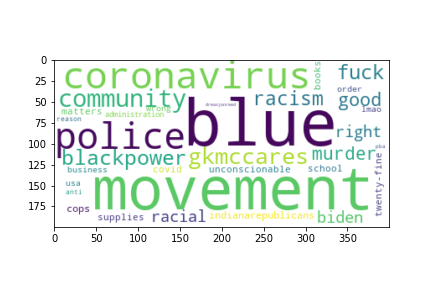 0
25
50
75
100
125
150
175
coronavirus books fuck
community racism good order
matters wrong administration lmao
reason
police blue right
blackpower gkmccares murder pba
business covid unconscionable school
usa
anti
movement twenty-fine
cops supplies racial indianarepublicans biden
0 50 100 150 200 250 300 350